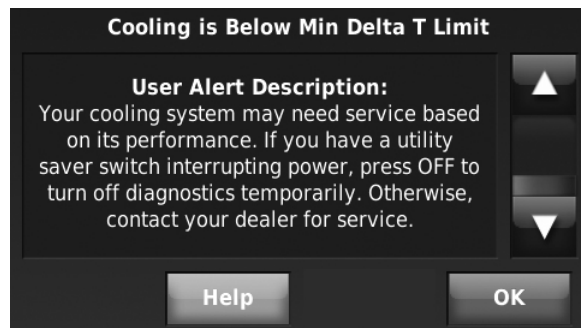 Cooling is Below Min Delta T Limit
User Alert Description:
Your cooling system may need service based
on its performance. If you have a utility
saver switch interrupting power, press OFF to
turn off diagnostics temporarily. Otherwise,
contact your dealer for service.
Help
OK